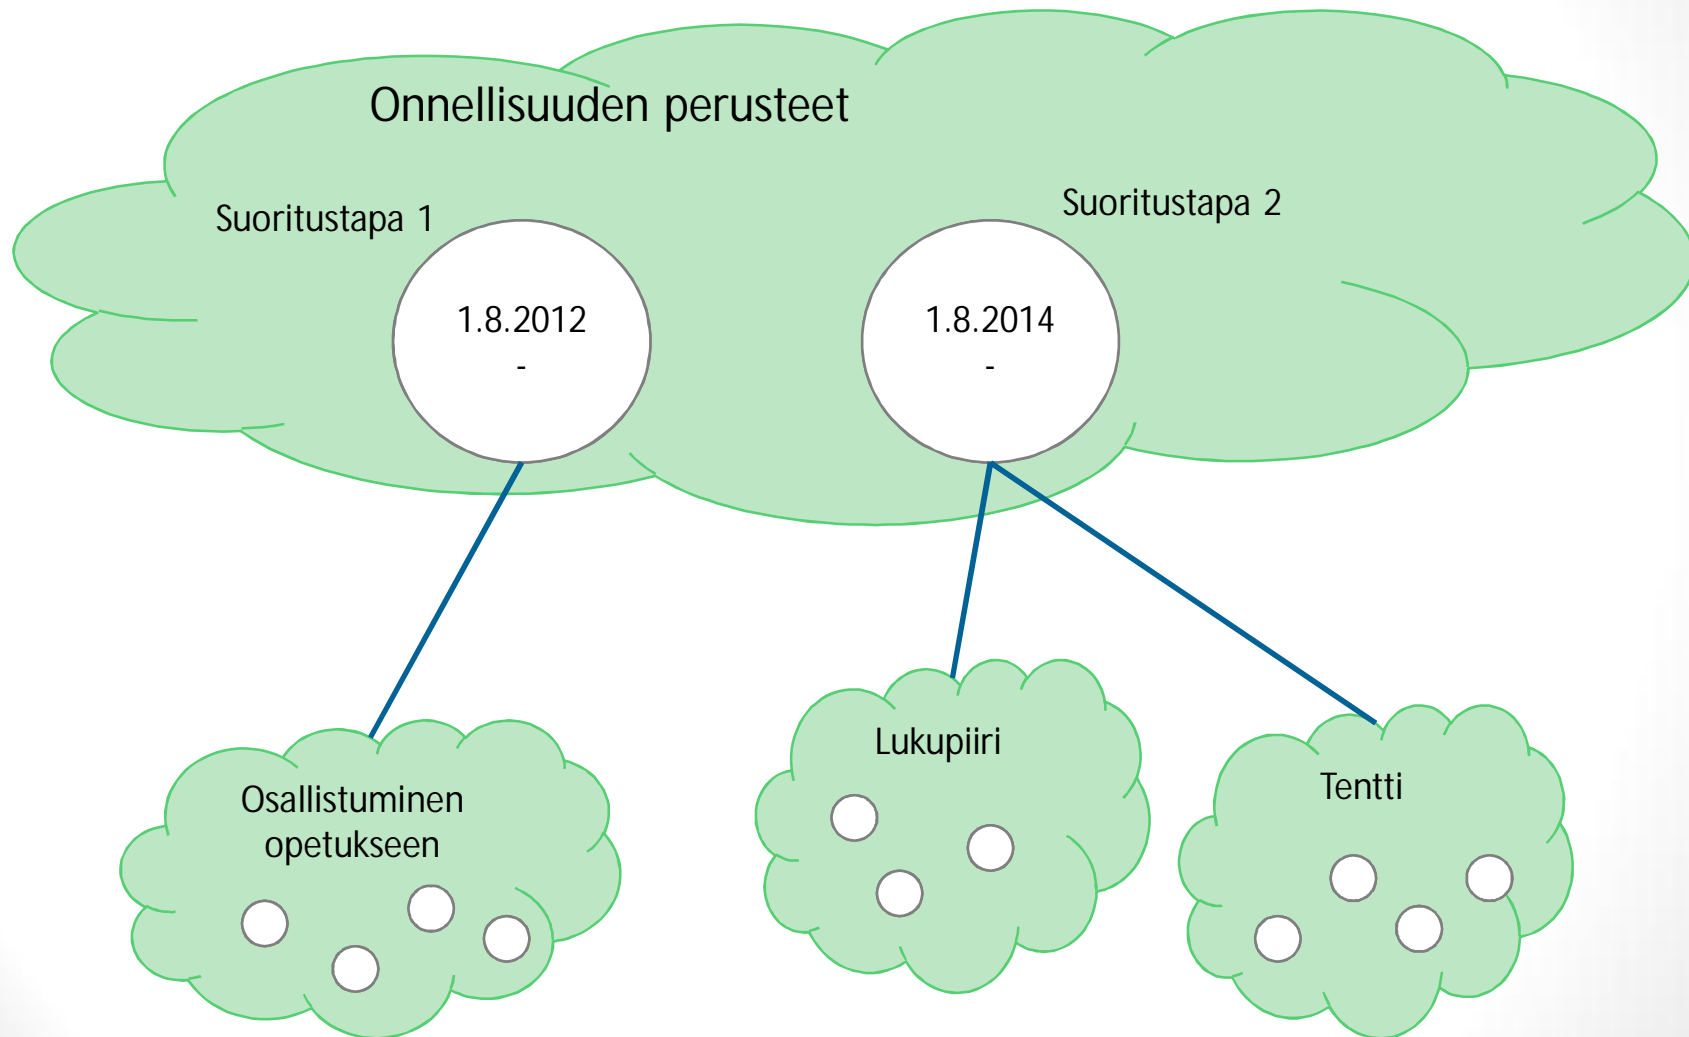 Onnellisuuden perusteet
Suoritustapa 1
Suoritustapa 2
1.8.2012
-
1.8.2014
-
Osallistuminen
opetukseen
Lukupiiri
Tentti